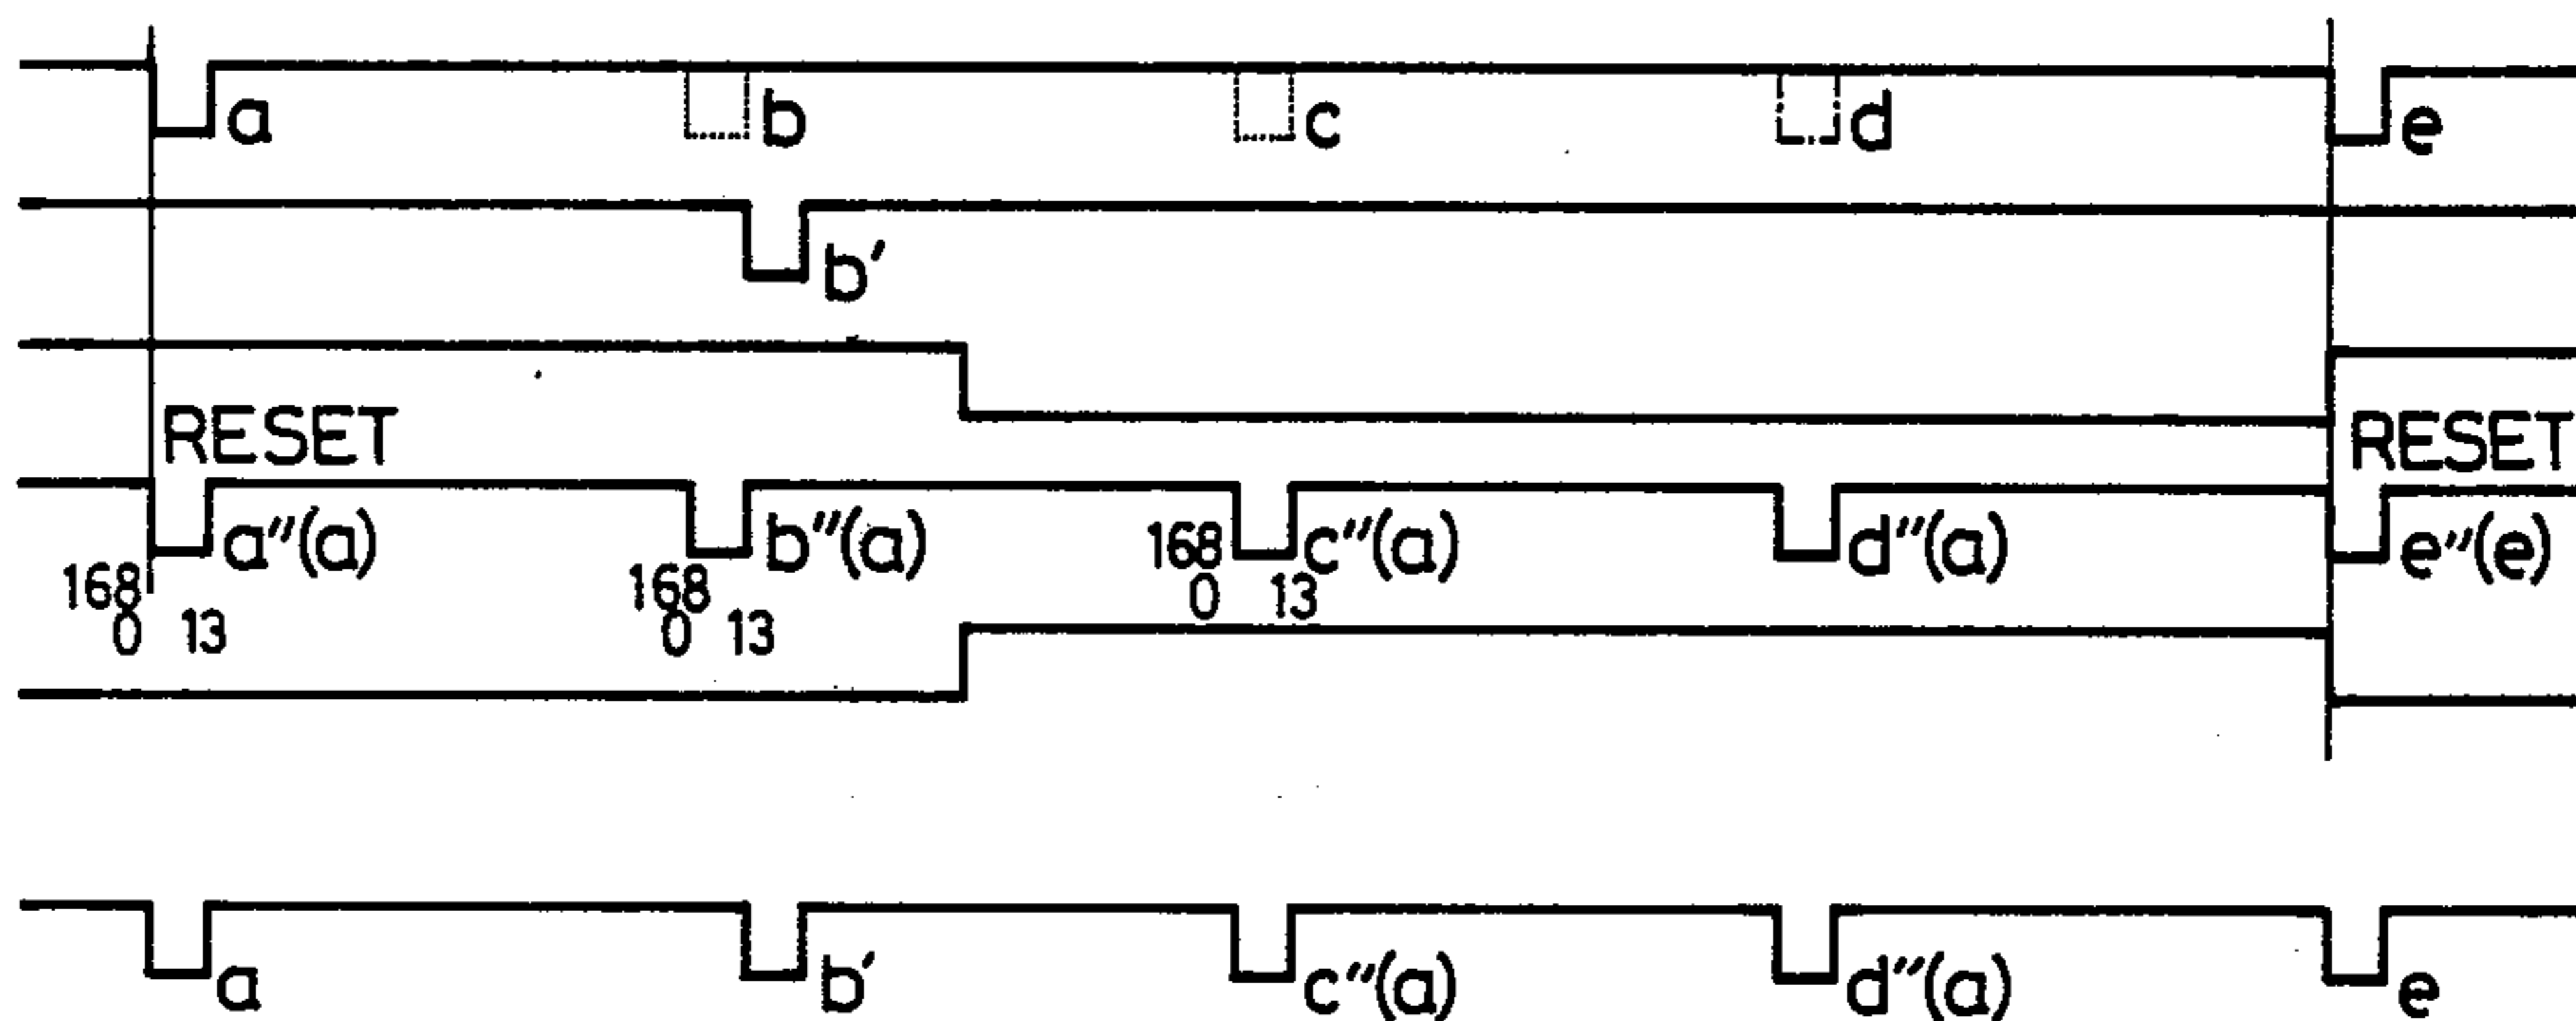 a b c d e
b′
RESET RESET
a″(a) b″(a) c″(a) d″(a) e″(e)
168 168 168
0 13 0 13 0 13
a b′ c″(a) d″(a) e